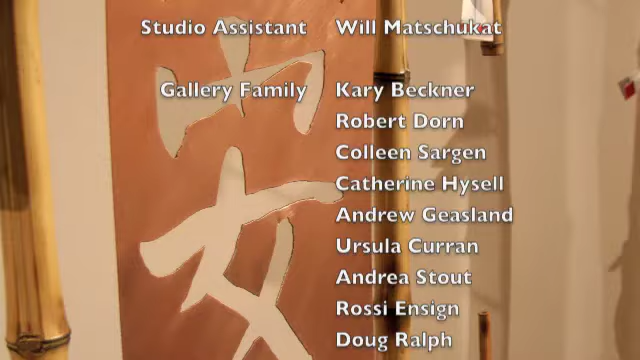 Studio Assistant Will Matschukat
Gallery Family Kary Beckner
Robert Dorn
Colleen Sargen
Catherine Hysell
Andrew Geasland
Ursula Curran
Andrea Stout
Rossi Ensign
Doug Ralph